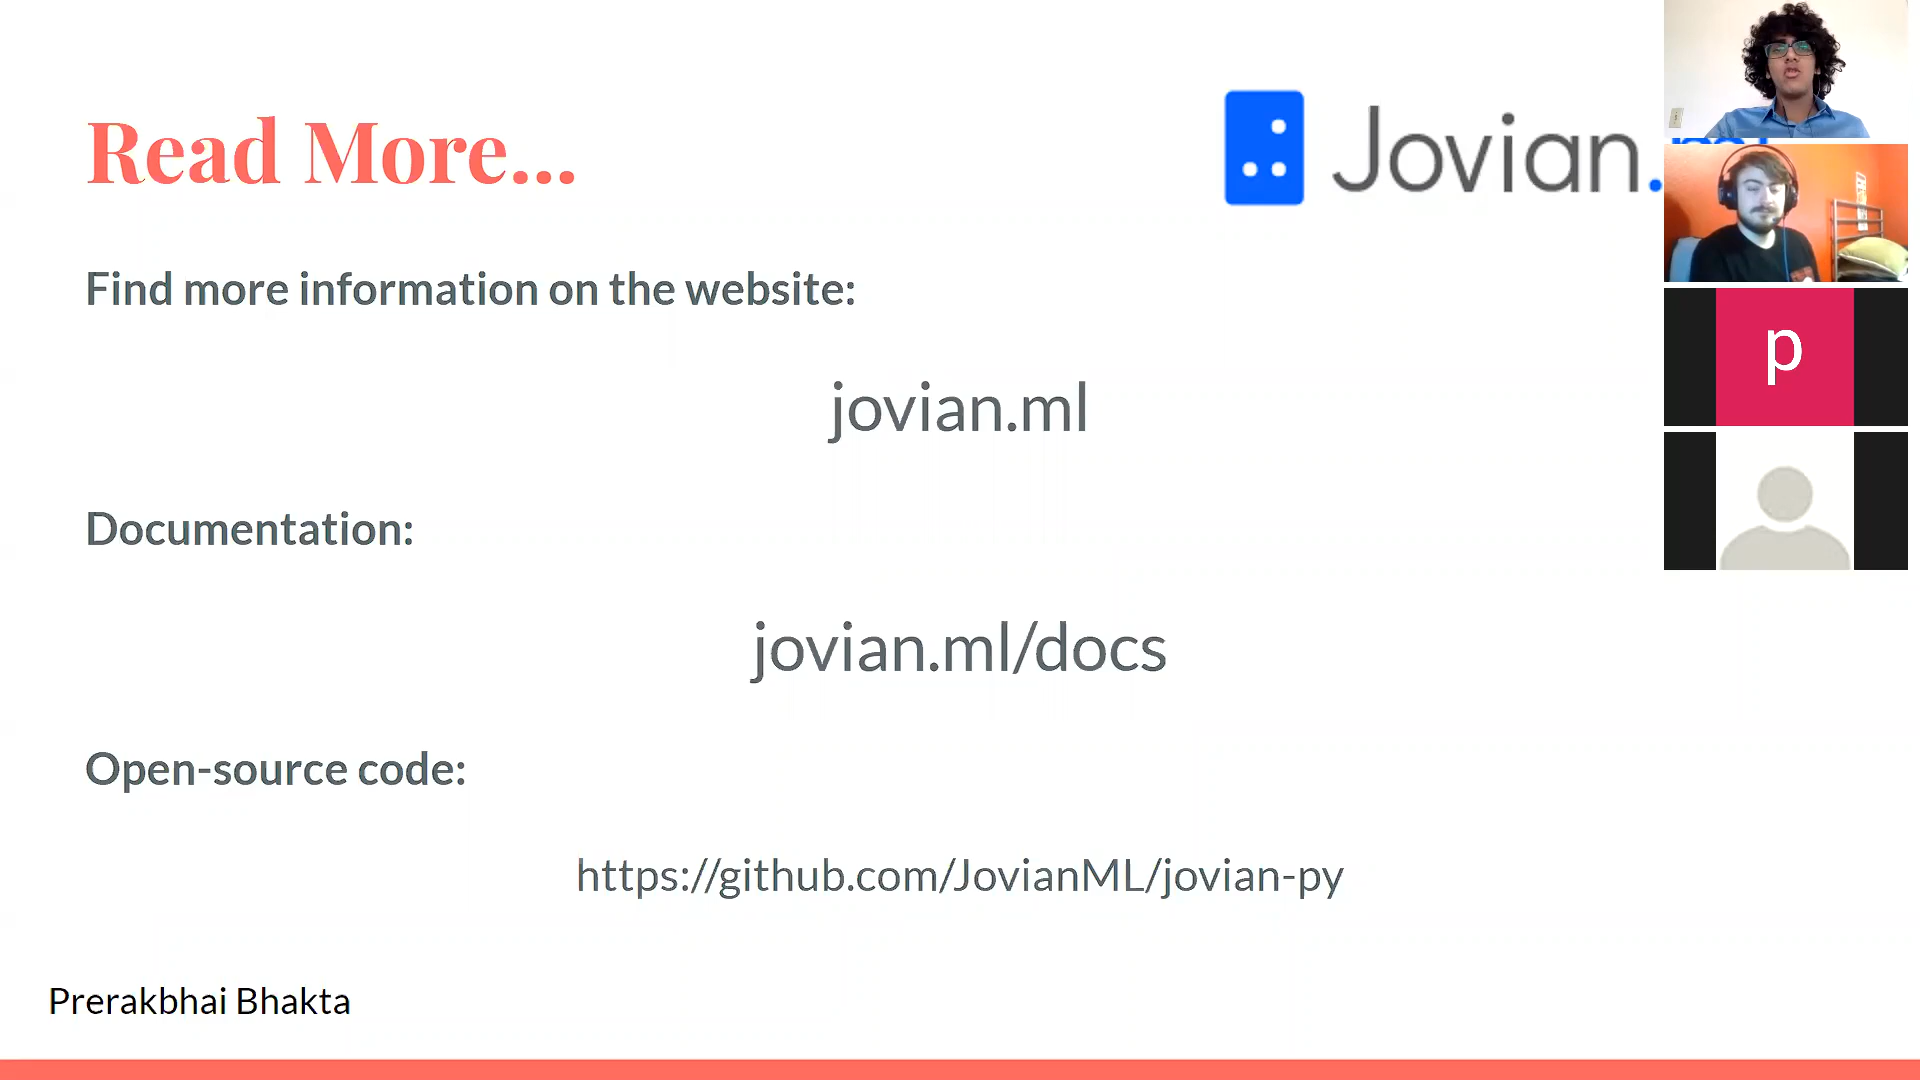 Read More...
Jovian.
Find more information on the website:
jovian.ml
Documentation:
jovian.ml/docs
Open-source code:
https://github.com/JovianML/jovian-py
Prerakbhai Bhakta
p